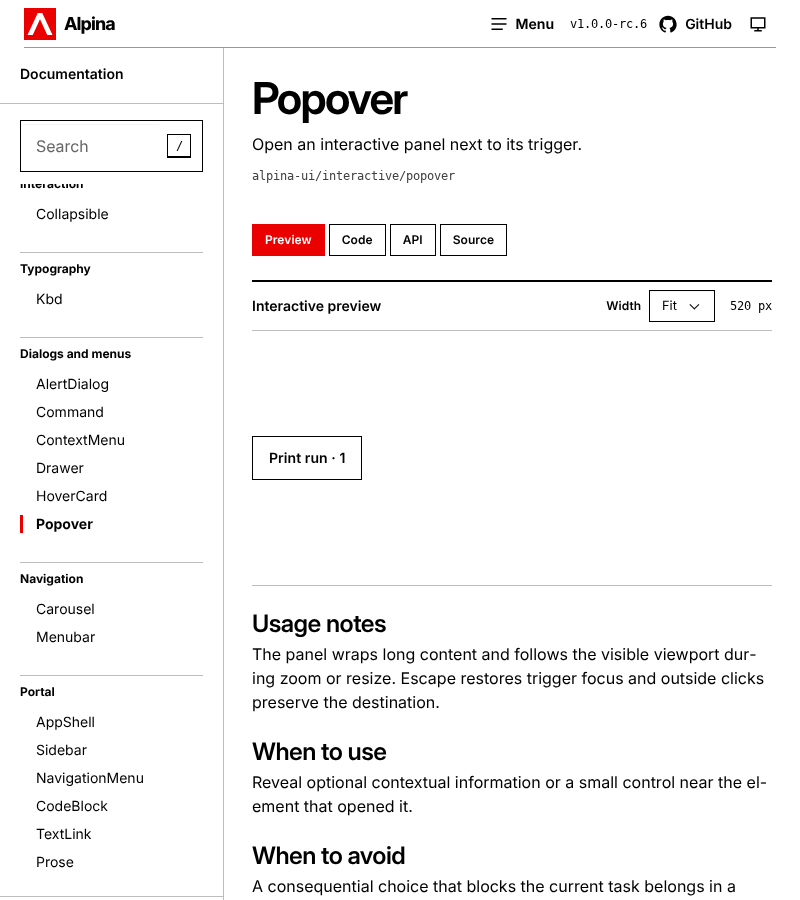 Alpina
Menu
v1.0.0-rc.6
GitHub
Documentation
Search
/
Interaction
Collapsible
Typography
Kbd
Dialogs and menus
AlertDialog
Command
ContextMenu
Drawer
HoverCard
Popover
Navigation
Carousel
Menubar
Portal
AppShell
Sidebar
NavigationMenu
CodeBlock
TextLink
Prose
Popover
Open an interactive panel next to its trigger.
alpina-ui/interactive/popover
Preview
Code
API
Source
Interactive preview
Width
Fit
520 px
Print run · 1
Usage notes
The panel wraps long content and follows the visible viewport dur-
ing zoom or resize. Escape restores trigger focus and outside clicks
preserve the destination.
When to use
Reveal optional contextual information or a small control near the el-
ement that opened it.
When to avoid
A consequential choice that blocks the current task belongs in a